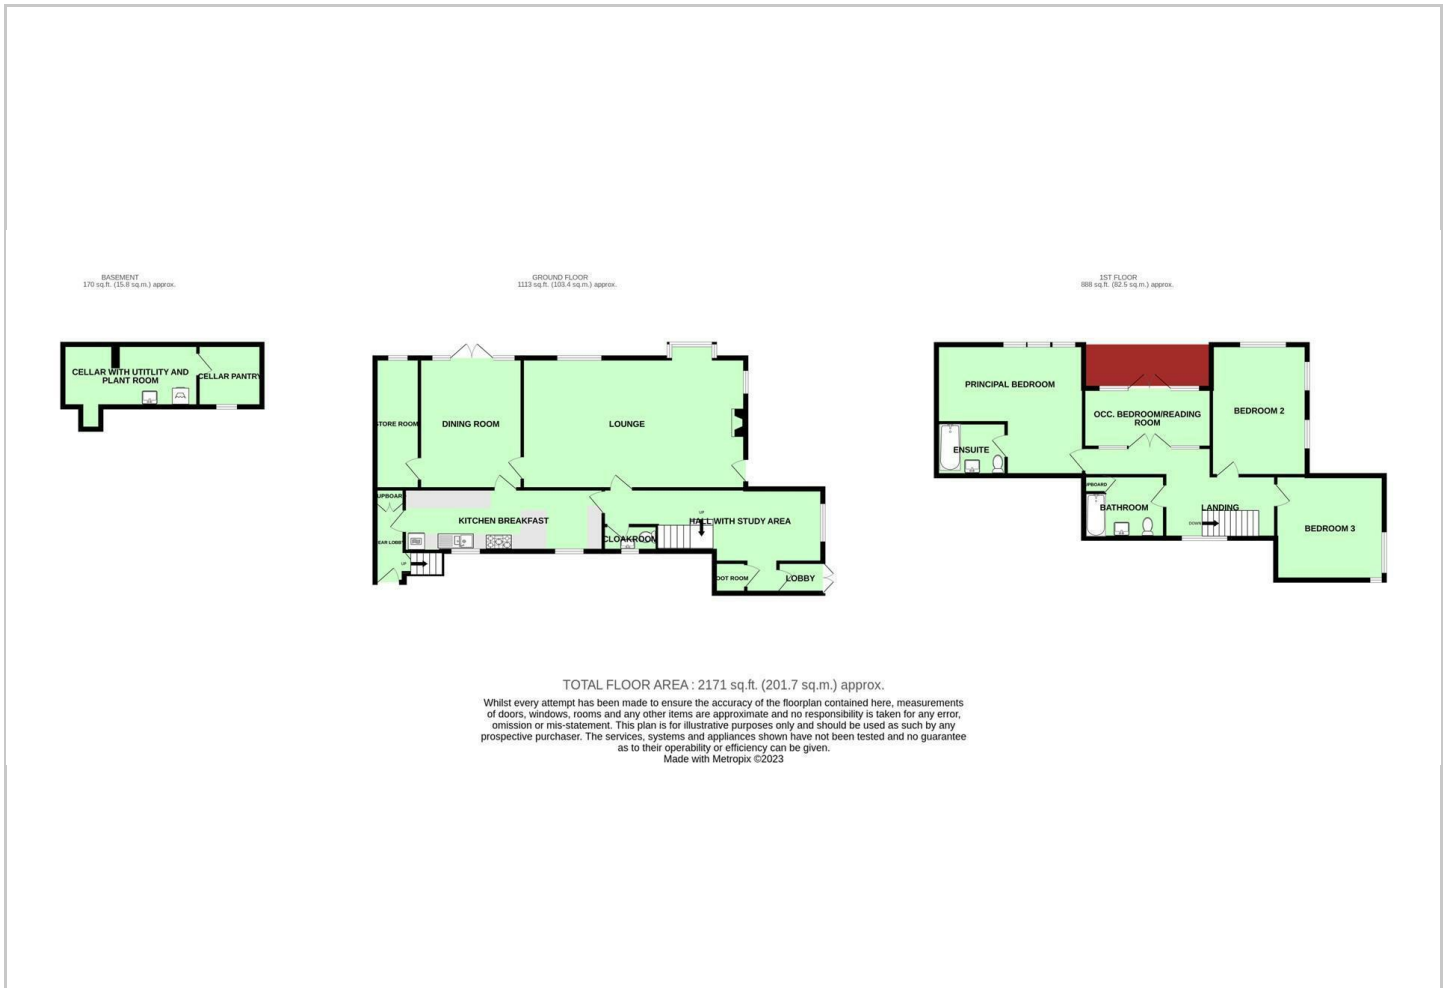 BASEMENT
170 sq.ft. (15.8 sq.m.) approx.
GROUND FLOOR
1113 sq.ft. (103.4 sq.m.) approx.
1ST FLOOR
888 sq.ft. (82.5 sq.m.) approx.
CELLAR WITH UTITLITY AND
PLANT ROOM
CELLAR PANTRY
STORE ROOM
DINING ROOM
LOUNGE
UPBOAR
KITCHEN BREAKFAST
EAR LOBBY
UP
CLOAKROOM
UP
HALL WITH STUDY AREA
OOT ROOM
LOBBY
PRINCIPAL BEDROOM
ENSUITE
OCC. BEDROOM/READING
ROOM
BEDROOM 2
UPBOARD
BATHROOM
LANDING
DOWN
BEDROOM 3
TOTAL FLOOR AREA : 2171 sq.ft. (201.7 sq.m.) approx.
Whilst every attempt has been made to ensure the accuracy of the floorplan contained here, measurements
of doors, windows, rooms and any other items are approximate and no responsibility is taken for any error,
omission or mis-statement. This plan is for illustrative purposes only and should be used as such by any
prospective purchaser. The services, systems and appliances shown have not been tested and no guarantee
as to their operability or efficiency can be given.
Made with Metropix ©2023